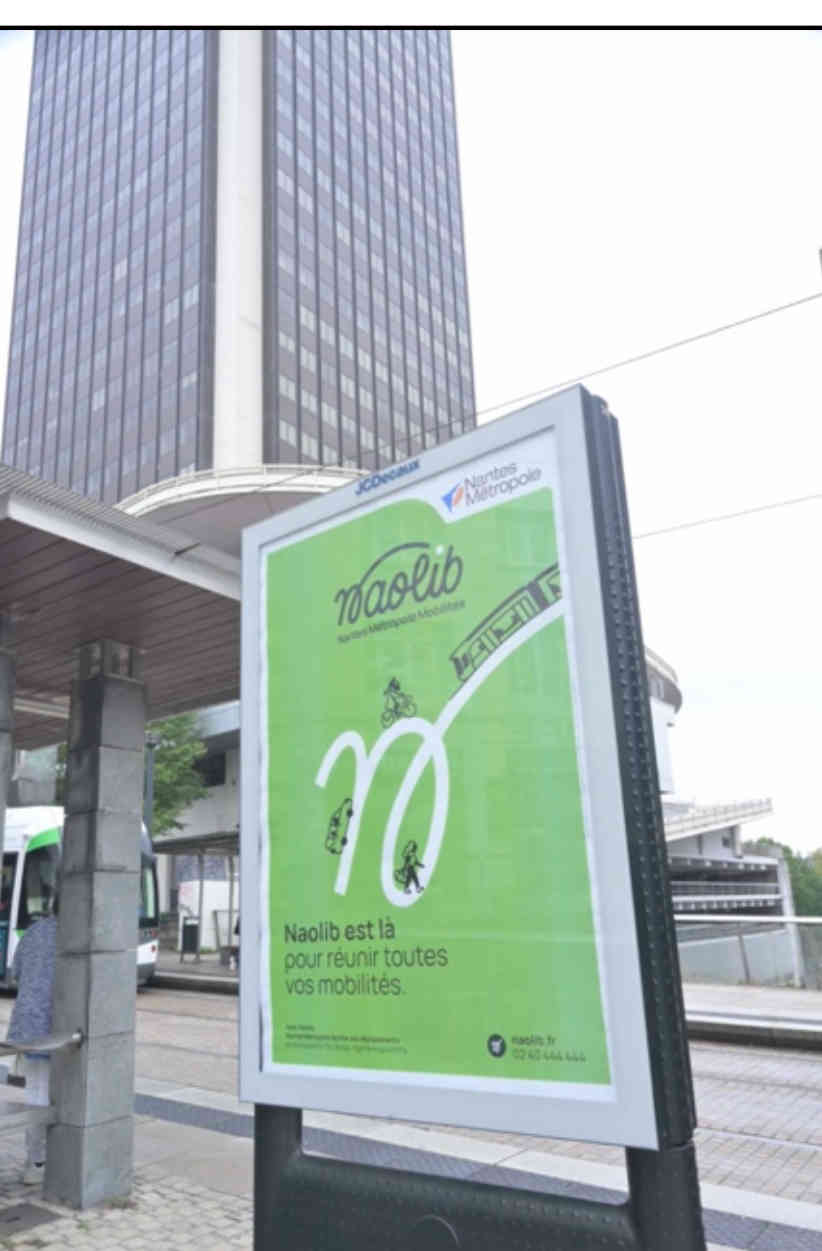 JCDecaux
Nantes
Métropole
naolib
Nantes Métropole Mobilités
Naolib est là
pour réunir toutes
vos mobilités.
naolib.fr
02 40 444 444